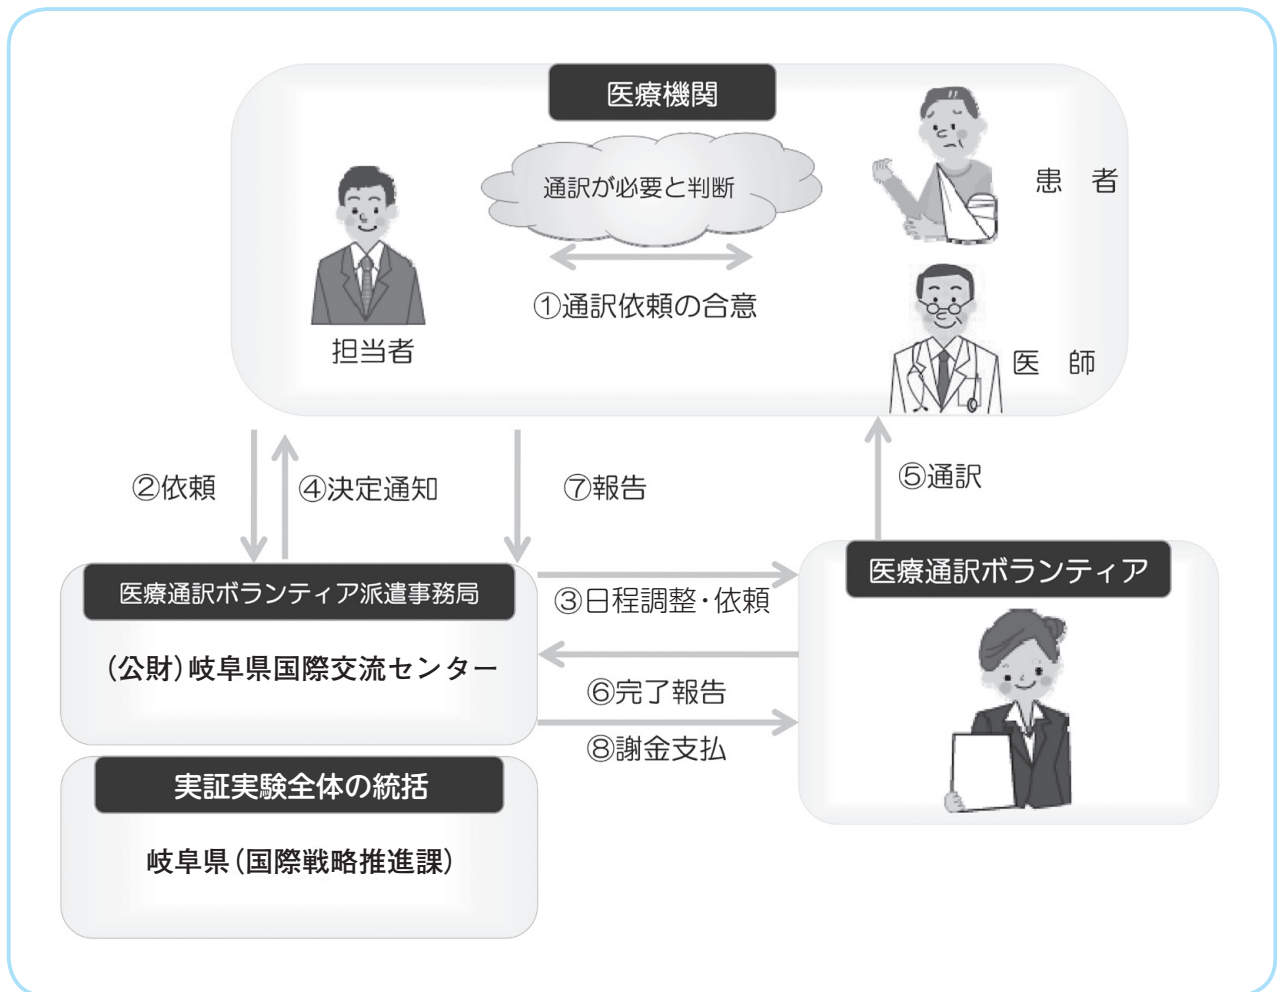 医療機関
通訳が必要と判断
患　者
①通訳依頼の合意
担当者
医　師
②依頼
④決定通知
⑦報告
⑤通訳
医療通訳ボランティア派遣事務局
(公財)岐阜県国際交流センター
③日程調整・依頼
⑥完了報告
⑧謝金支払
医療通訳ボランティア
実証実験全体の統括
岐阜県(国際戦略推進課)